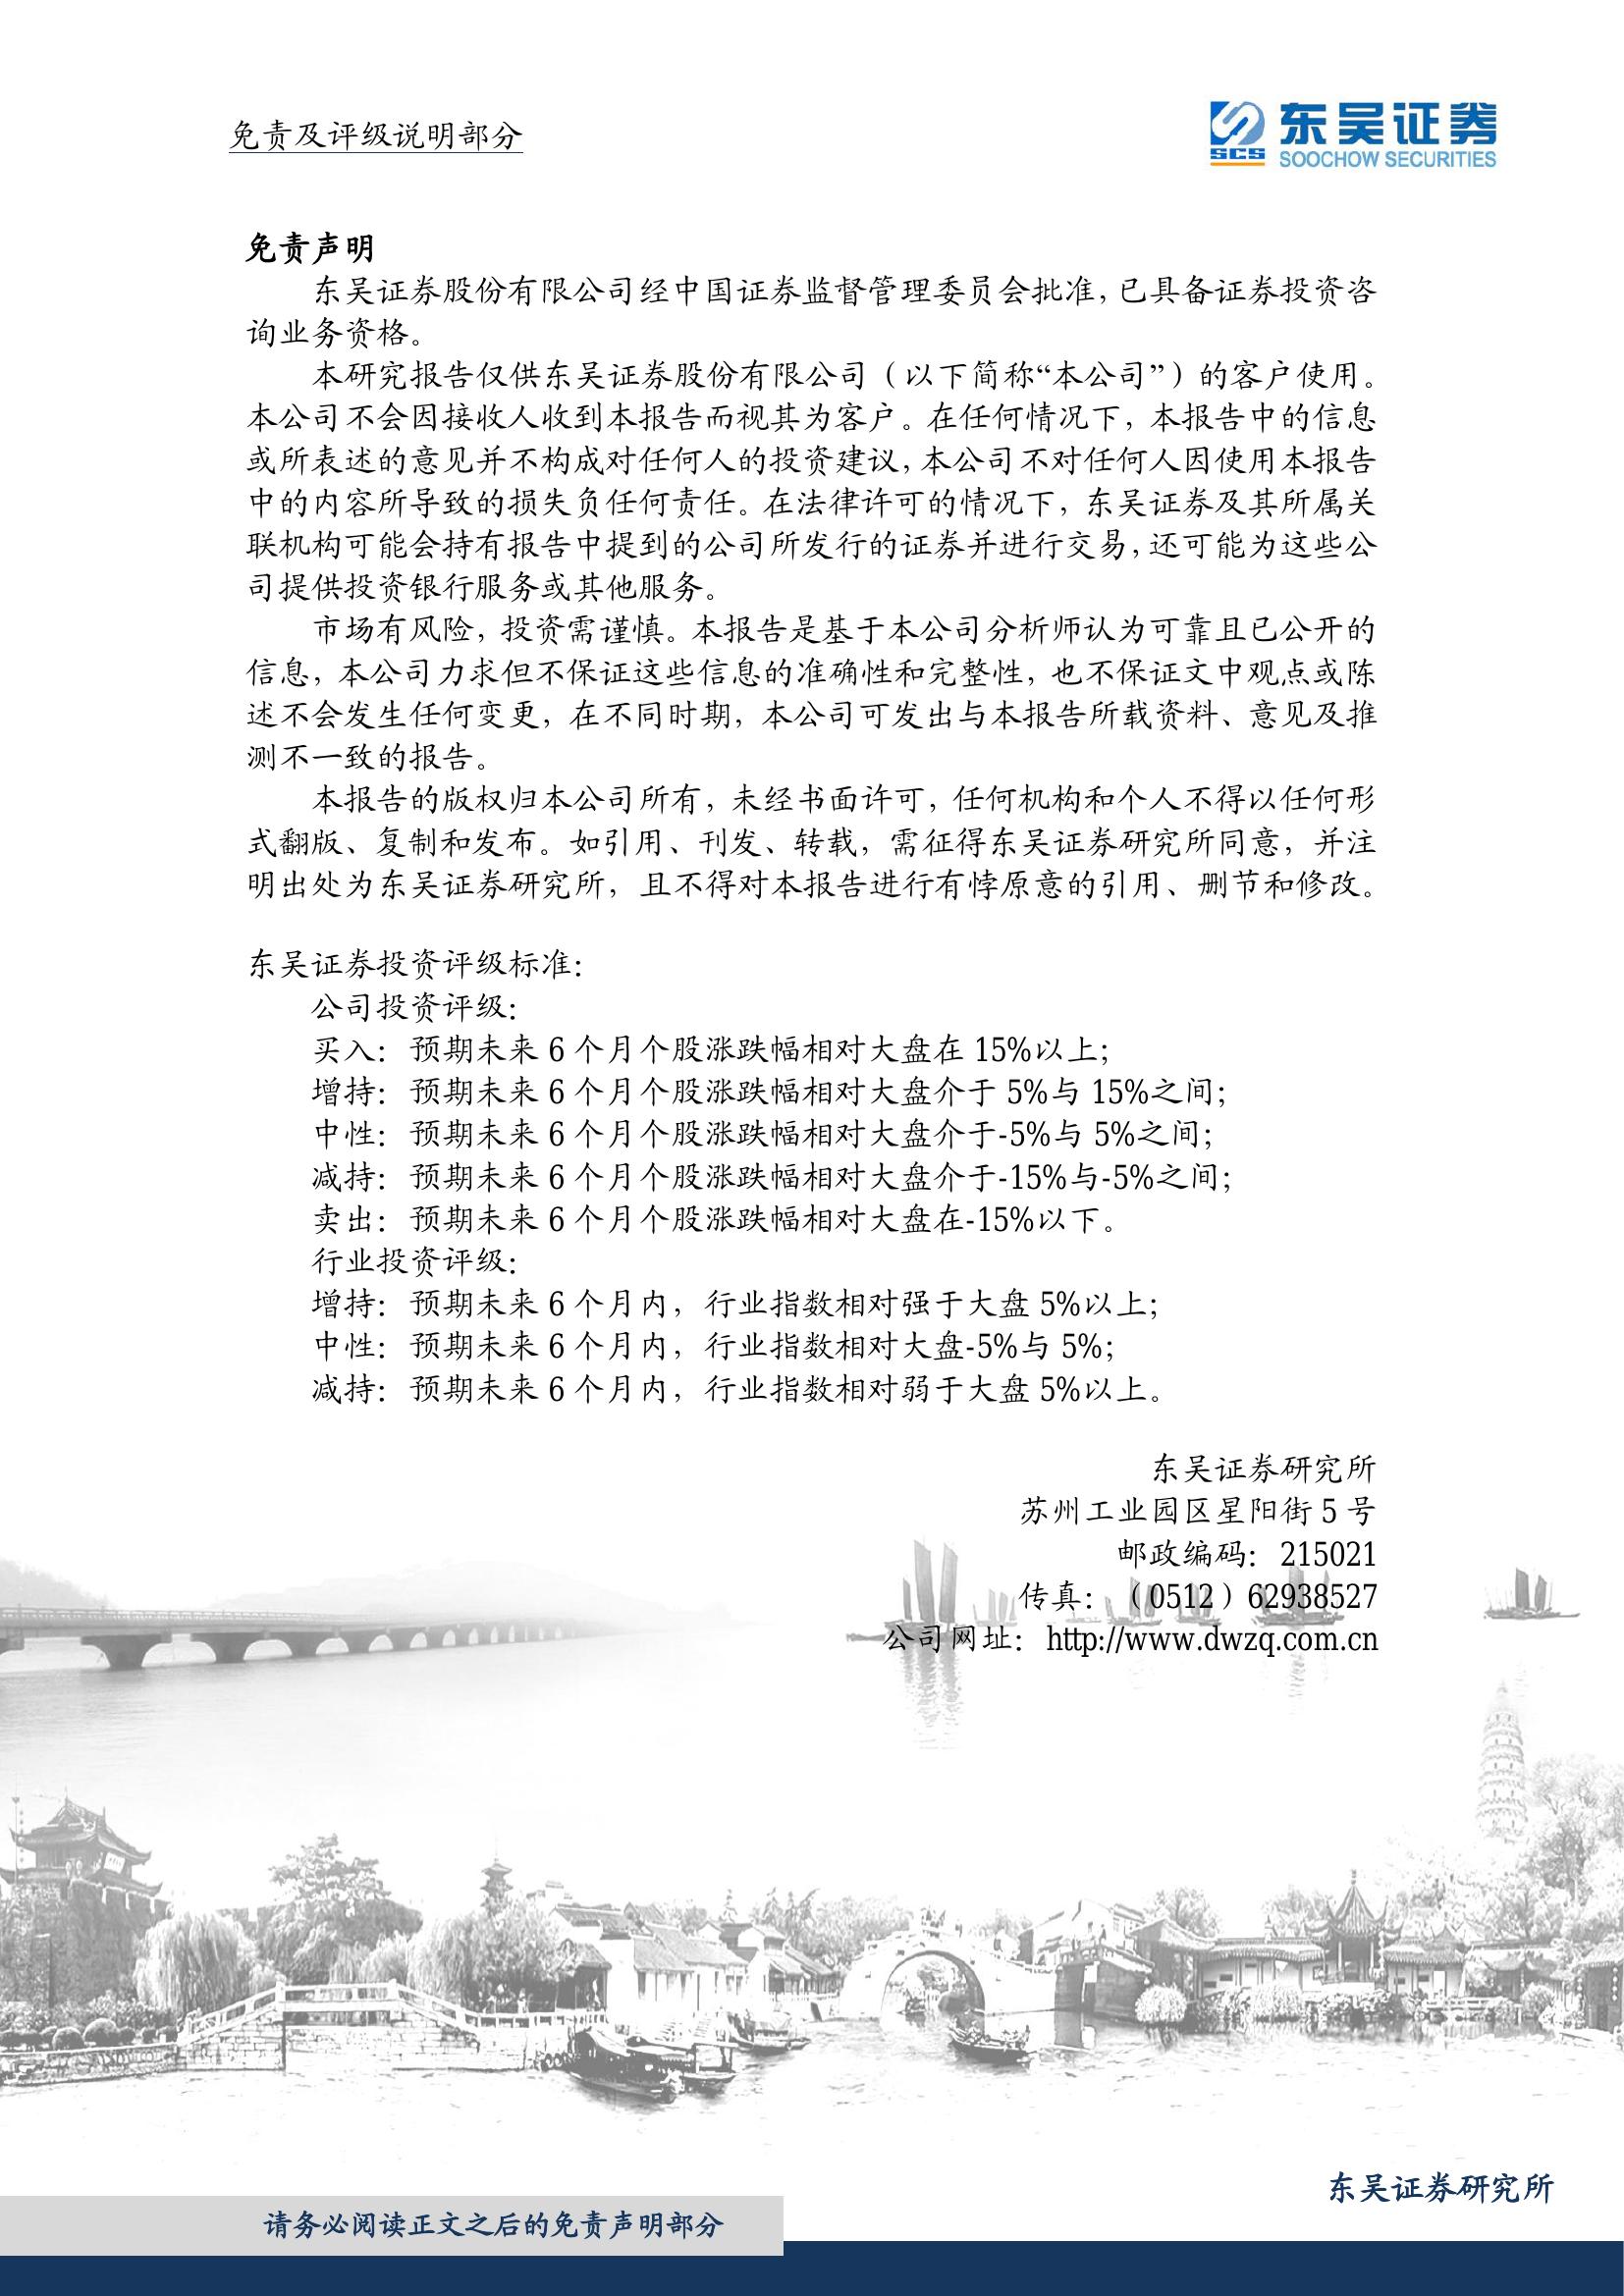 免责及评级说明部分
东吴证券
SCS
SOOCHOW SECURITIES
免责声明
东吴证券股份有限公司经中国证券监督管理委员会批准，已具备证券投资咨
询业务资格。
本研究报告仅供东吴证券股份有限公司（以下简称“本公司”）的客户使用。
本公司不会因接收人收到本报告而视其为客户。在任何情况下，本报告中的信息
或所表述的意见并不构成对任何人的投资建议，本公司不对任何人因使用本报告
中的内容所导致的损失负任何责任。在法律许可的情况下，东吴证券及其所属关
联机构可能会持有报告中提到的公司所发行的证券并进行交易，还可能为这些公
司提供投资银行服务或其他服务。
市场有风险，投资需谨慎。本报告是基于本公司分析师认为可靠且已公开的
信息，本公司力求但不保证这些信息的准确性和完整性，也不保证文中观点或陈
述不会发生任何变更，在不同时期，本公司可发出与本报告所载资料、意见及推
测不一致的报告。
本报告的版权归本公司所有，未经书面许可，任何机构和个人不得以任何形
式翻版、复制和发布。如引用、刊发、转载，需征得东吴证券研究所同意，并注
明出处为东吴证券研究所，且不得对本报告进行有悖原意的引用、删节和修改。
东吴证券投资评级标准：
公司投资评级：
买入：预期未来 6 个月个股涨跌幅相对大盘在 15%以上；
增持：预期未来 6 个月个股涨跌幅相对大盘介于 5%与 15%之间；
中性：预期未来 6 个月个股涨跌幅相对大盘介于-5%与 5%之间；
减持：预期未来 6 个月个股涨跌幅相对大盘介于-15%与-5%之间；
卖出：预期未来 6 个月个股涨跌幅相对大盘在-15%以下。
行业投资评级：
增持：预期未来 6 个月内，行业指数相对强于大盘 5%以上；
中性：预期未来 6 个月内，行业指数相对大盘-5%与 5%；
减持：预期未来 6 个月内，行业指数相对弱于大盘 5%以上。
东吴证券研究所
苏州工业园区星阳街 5 号
邮政编码：215021
传真：（0512）62938527
公司网址：http://www.dwzq.com.cn
东吴证券研究所
请务必阅读正文之后的免责声明部分